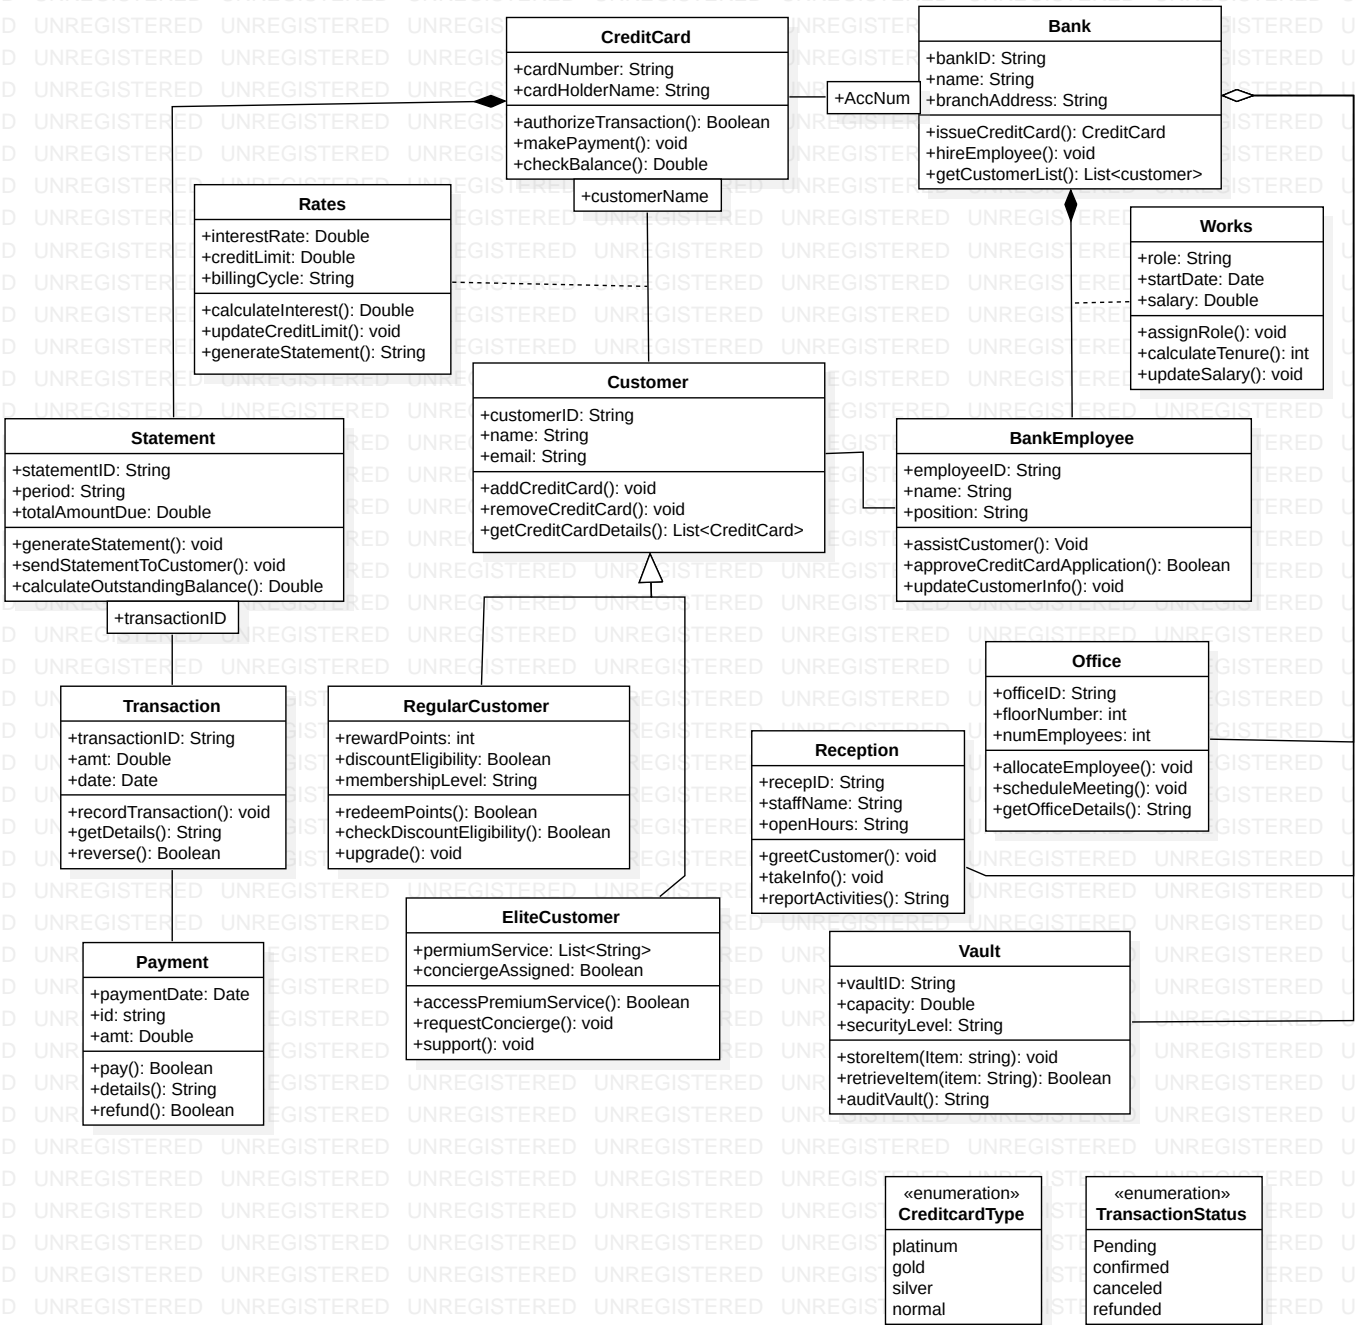 CreditCard
+cardNumber: String
+cardHolderName: String
+authorizeTransaction(): Boolean
+makePayment(): void
+checkBalance(): Double
+customerName
+AccNum
Bank
+bankID: String
+name: String
+branchAddress: String
+issueCreditCard(): CreditCard
+hireEmployee(): void
+getCustomerList(): List<customer>
Rates
+interestRate: Double
+creditLimit: Double
+billingCycle: String
+calculateInterest(): Double
+updateCreditLimit(): void
+generateStatement(): String
Works
+role: String
+startDate: Date
+salary: Double
+assignRole(): void
+calculateTenure(): int
+updateSalary(): void
Customer
+customerID: String
+name: String
+email: String
+addCreditCard(): void
+removeCreditCard(): void
+getCreditCardDetails(): List<CreditCard>
Statement
+statementID: String
+period: String
+totalAmountDue: Double
+generateStatement(): void
+sendStatementToCustomer(): void
+calculateOutstandingBalance(): Double
+transactionID
BankEmployee
+employeeID: String
+name: String
+position: String
+assistCustomer(): Void
+approveCreditCardApplication(): Boolean
+updateCustomerInfo(): void
Office
+officeID: String
+floorNumber: int
+numEmployees: int
+allocateEmployee(): void
+scheduleMeeting(): void
+getOfficeDetails(): String
Transaction
+transactionID: String
+amt: Double
+date: Date
+recordTransaction(): void
+getDetails(): String
+reverse(): Boolean
RegularCustomer
+rewardPoints: int
+discountEligibility: Boolean
+membershipLevel: String
+redeemPoints(): Boolean
+checkDiscountEligibility(): Boolean
+upgrade(): void
Reception
+recepID: String
+staffName: String
+openHours: String
+greetCustomer(): void
+takeInfo(): void
+reportActivities(): String
EliteCustomer
+permiumService: List<String>
+conciergeAssigned: Boolean
+accessPremiumService(): Boolean
+requestConcierge(): void
+support(): void
Payment
+paymentDate: Date
+id: string
+amt: Double
+pay(): Boolean
+details(): String
+refund(): Boolean
Vault
+vaultID: String
+capacity: Double
+securityLevel: String
+storeItem(Item: string): void
+retrieveItem(item: String): Boolean
+auditVault(): String
«enumeration»
CreditcardType
platinum
gold
silver
normal
«enumeration»
TransactionStatus
Pending
confirmed
canceled
refunded